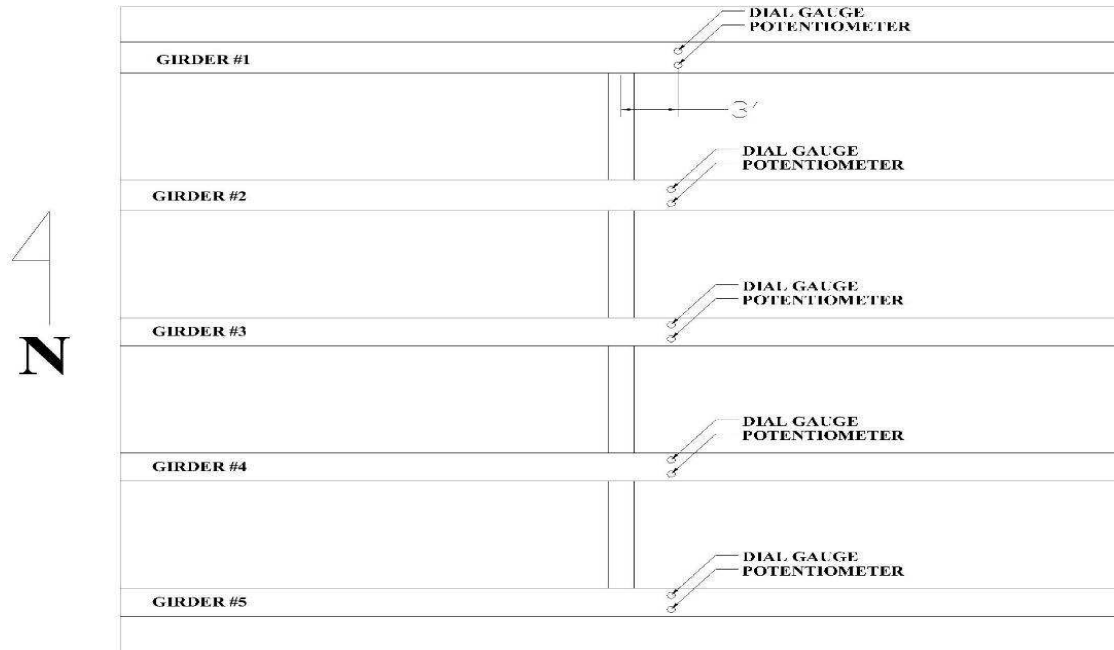 DIAL GAUGE
POTENTIOMETER
GIRDER #1
3'
DIAL GAUGE
POTENTIOMETER
GIRDER #2
DIAL GAUGE
POTENTIOMETER
GIRDER #3
N
DIAL GAUGE
POTENTIOMETER
GIRDER #4
DIAL GAUGE
POTENTIOMETER
GIRDER #5